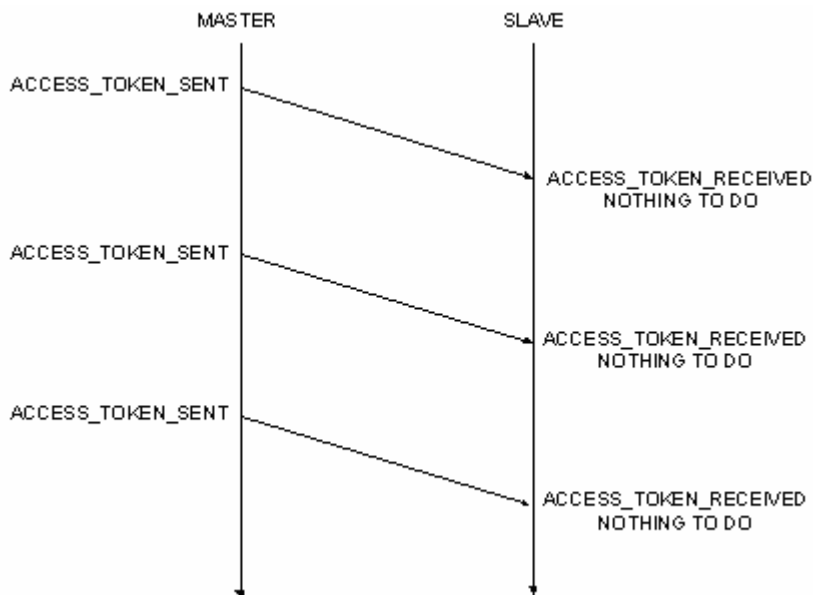 MASTER
SLAVE
ACCESS_TOKEN_SENT
ACCESS_TOKEN_RECEIVED
NOTHING TO DO
ACCESS_TOKEN_SENT
ACCESS_TOKEN_RECEIVED
NOTHING TO DO
ACCESS_TOKEN_SENT
ACCESS_TOKEN_RECEIVED
NOTHING TO DO